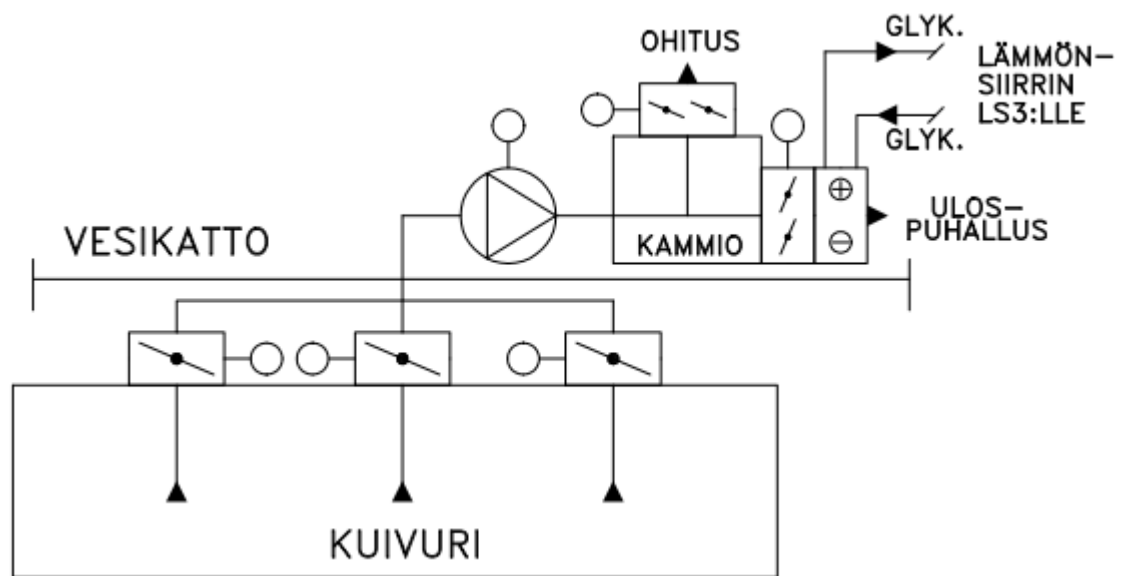 GLYK.
OHITUS
LÄMMÖN-
SIIRRIN
LS3:LLE
GLYK.
VESIKATTO
KAMMIO
ULOS-
PUHALLUS
KUIVURI